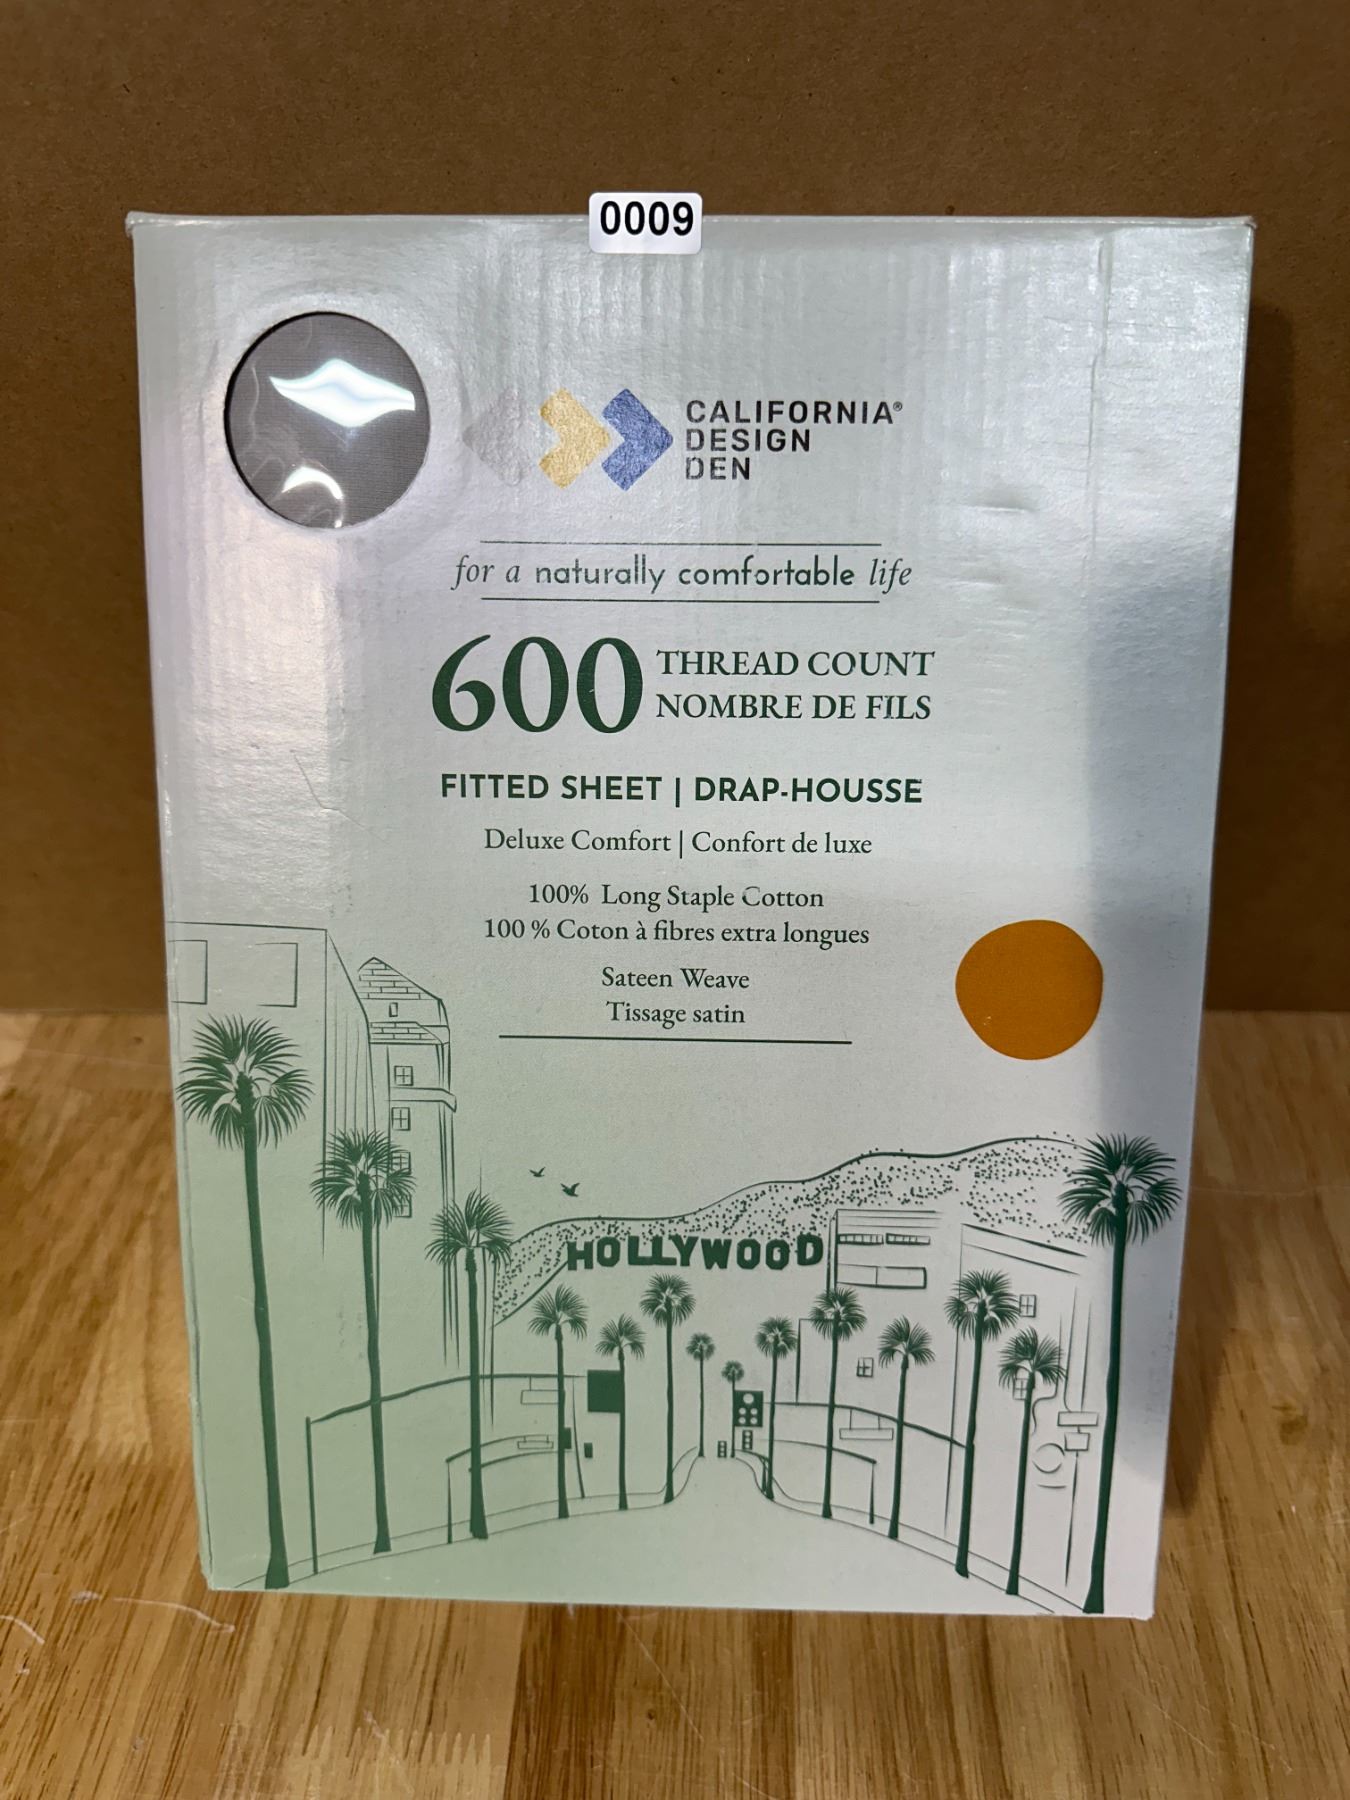 0009
CALIFORNIA®
DESIGN
DEN
for a naturally comfortable life
600 THREAD COUNT
NOMBRE DE FILS
FITTED SHEET | DRAP-HOUSSE
Deluxe Comfort | Confort de luxe
100% Long Staple Cotton
100 % Coton à fibres extra longues
Sateen Weave
Tissage satin
HOLLYWOOD